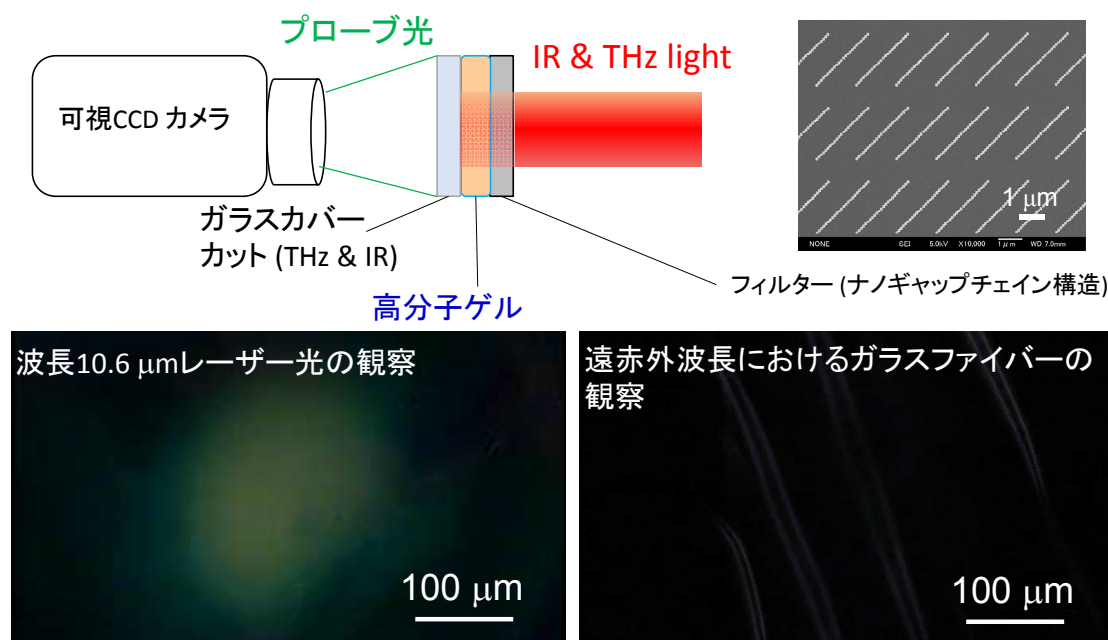 プローブ光
IR & THz light
可視CCD カメラ
ガラスカバー
カット (THz & IR)
高分子ゲル
1 μm
NONE SEI 5.0kV X10,000 1μm WD 7.9mm
フィルター (ナノギャップチェイン構造)
波長10.6 μmレーザー光の観察
100 μm
遠赤外波長におけるガラスファイバーの
観察
100 μm